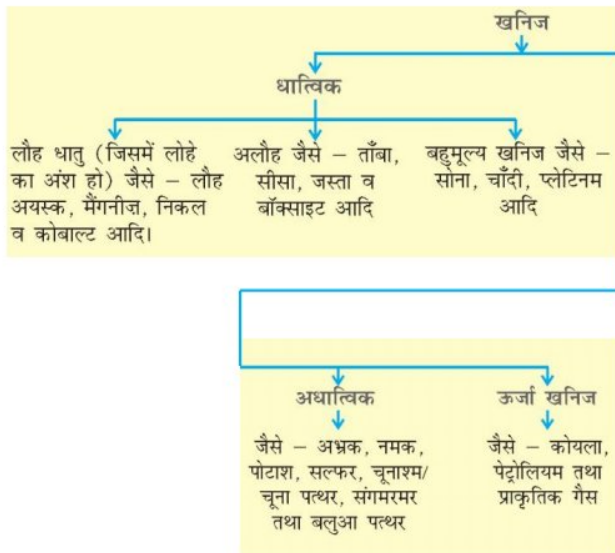 खनिज
धात्विक
लौह धातु (जिसमें लोहे
का अंश हो) जैसे – लौह
अयस्क, मैंगनीज़, निकल
व कोबाल्ट आदि।
अलौह जैसे – ताँबा,
सीसा, जस्ता व
बॉक्साइट आदि
बहुमूल्य खनिज जैसे –
सोना, चाँदी, प्लेटिनम
आदि
अधात्विक
जैसे – अभ्रक, नमक,
पोटाश, सल्फर, चूनाश्म/
चूना पत्थर, संगमरमर
तथा बलुआ पत्थर
ऊर्जा खनिज
जैसे – कोयला,
पेट्रोलियम तथा
प्राकृतिक गैस